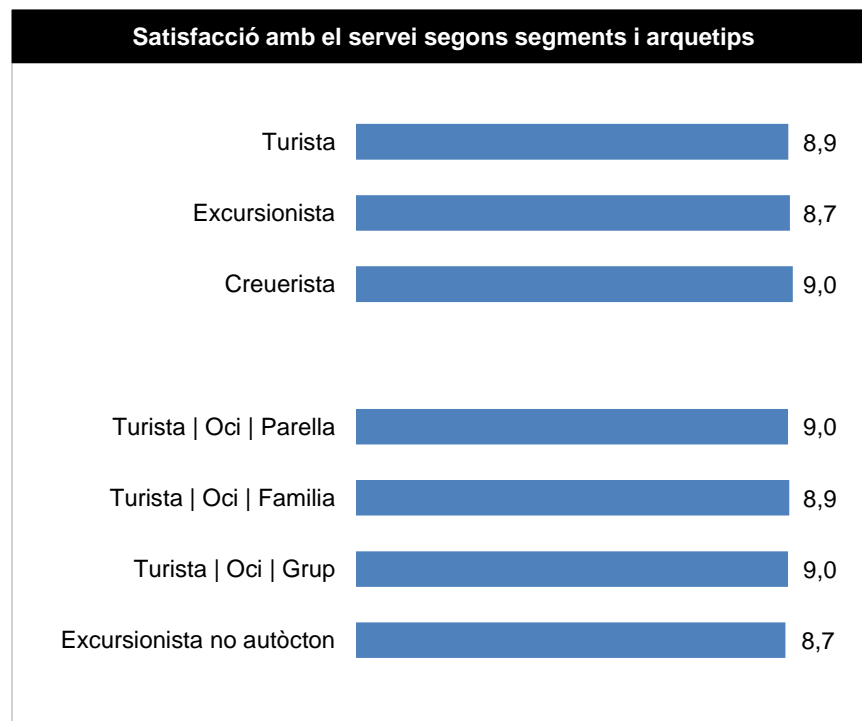 Satisfacció amb el servei segons segments i arquetips
Turista 8,9
Excursionista 8,7
Creuerista 9,0
Turista | Oci | Parella 9,0
Turista | Oci | Familia 8,9
Turista | Oci | Grup 9,0
Excursionista no autòcton 8,7